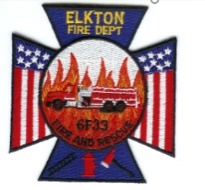 ELKTON
FIRE DEPT
6F33
FIRE AND RESCUE